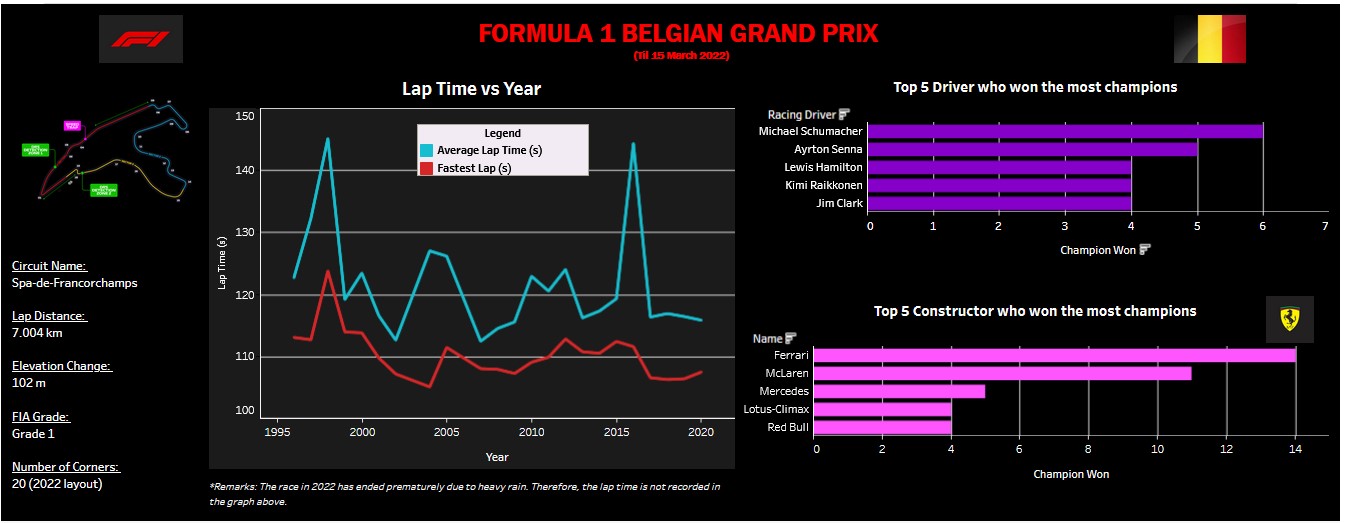 FORMULA 1 BELGIAN GRAND PRIX
(Til 15 March 2022)
Circuit Name:
Spa-de-Francorchamps
Lap Distance:
7.004 km
Elevation Change:
102 m
FIA Grade:
Grade 1
Number of Corners:
20 (2022 layout)
Lap Time vs Year
Legend
Average Lap Time (s)
Fastest Lap (s)
Lap Time (s)
150
140
130
120
110
100
1995
2000
2005
2010
2015
2020
Year
*Remarks: The race in 2022 has ended prematurely due to heavy rain. Therefore, the lap time is not recorded in
the graph above.
Top 5 Driver who won the most champions
Racing Driver
Michael Schumacher
Ayrton Senna
Lewis Hamilton
Kimi Raikkonen
Jim Clark
0 1 2 3 4 5 6 7
Champion Won
Top 5 Constructor who won the most champions
Name
Ferrari
McLaren
Mercedes
Lotus-Climax
Red Bull
0 2 4 6 8 10 12 14
Champion Won